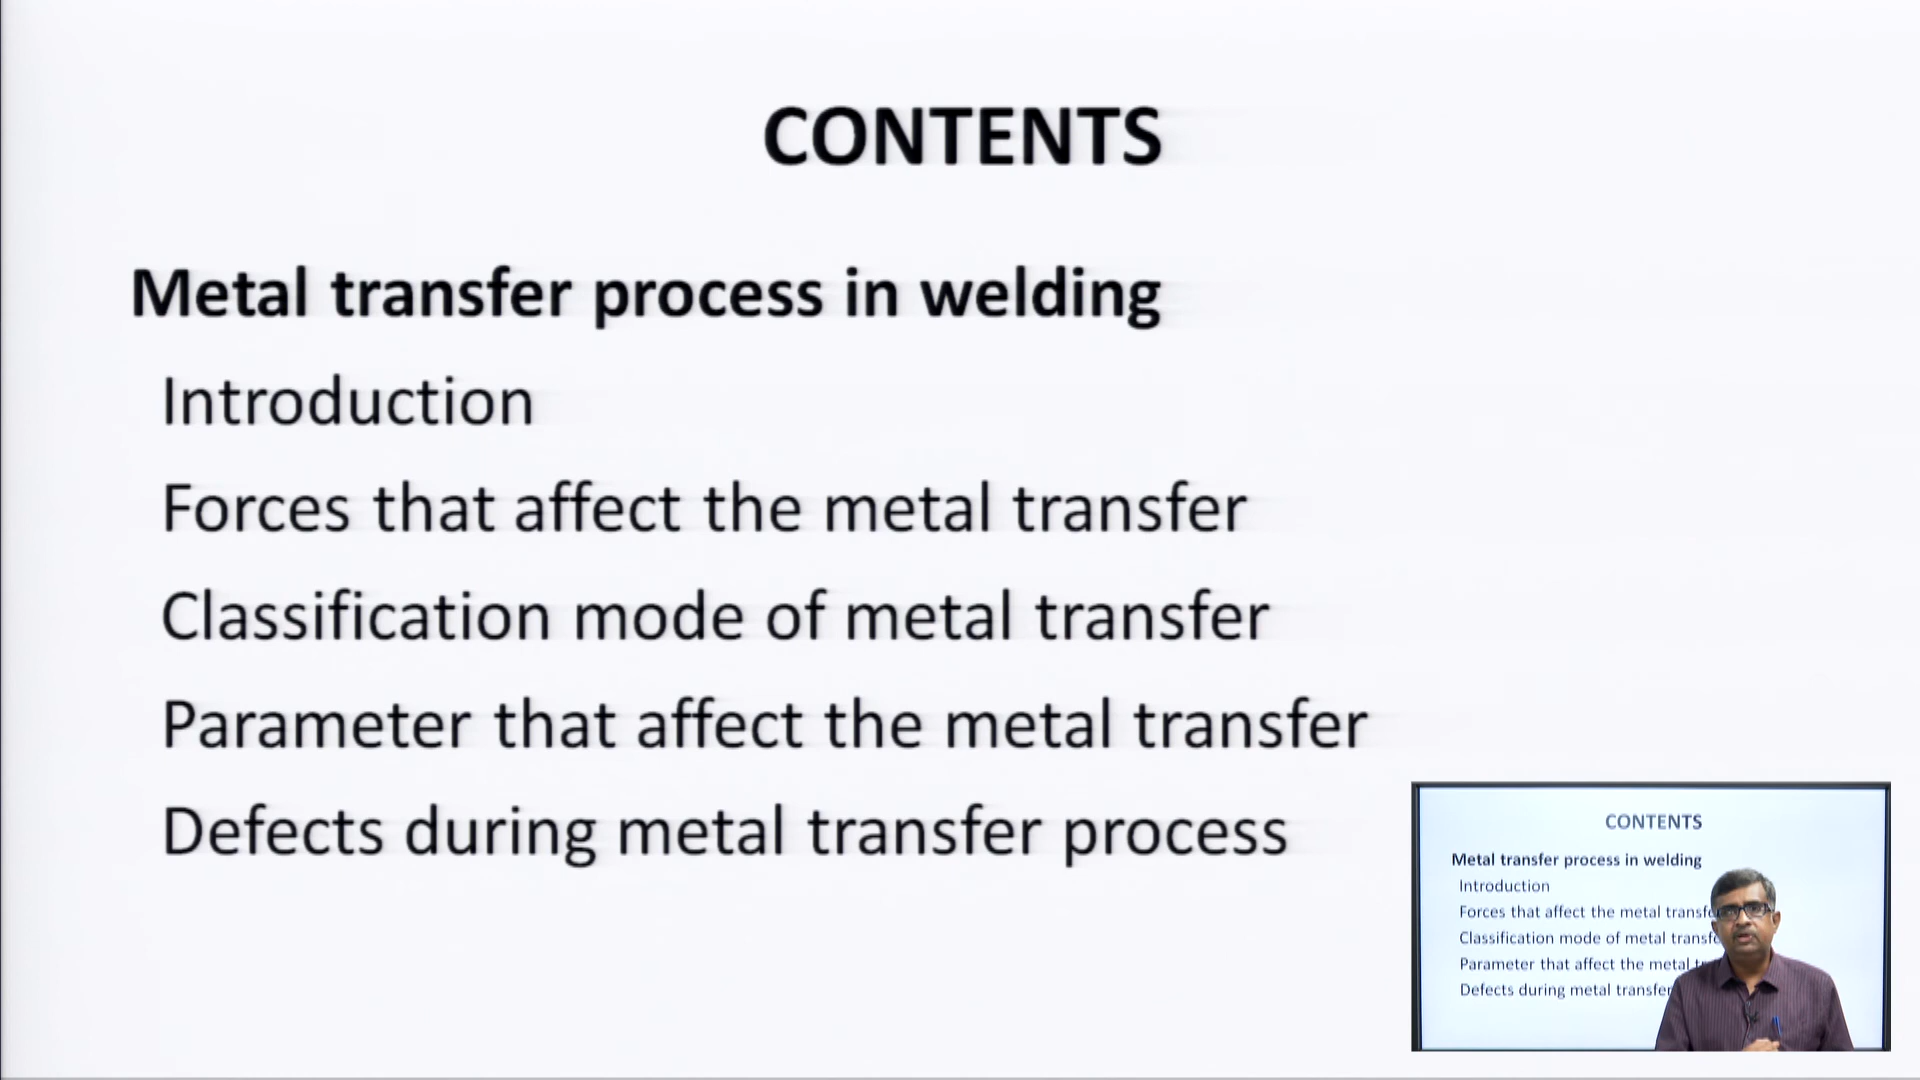 CONTENTS
Metal transfer process in welding
Introduction
Forces that affect the metal transfer
Classification mode of metal transfer
Parameter that affect the metal transfer
Defects during metal transfer process
CONTENTS
Metal transfer process in welding
Introduction
Forces that affect the metal
Classification mode of metal
Parameter that affect the metal
Defects during metal transfer